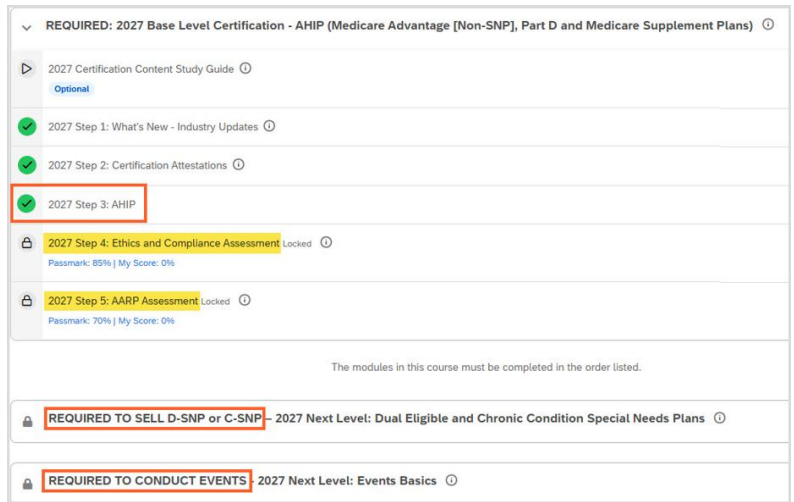 REQUIRED: 2027 Base Level Certification - AHIP (Medicare Advantage [Non-SNP], Part D and Medicare Supplement Plans)
2027 Certification Content Study Guide
Optional
2027 Step 1: What's New - Industry Updates
2027 Step 2: Certification Attestations
2027 Step 3: AHIP
2027 Step 4: Ethics and Compliance Assessment Locked
Passmark: 85% | My Score: 0%
2027 Step 5: AARP Assessment Locked
Passmark: 70% | My Score: 0%
The modules in this course must be completed in the order listed.
REQUIRED TO SELL D-SNP or C-SNP – 2027 Next Level: Dual Eligible and Chronic Condition Special Needs Plans
REQUIRED TO CONDUCT EVENTS - 2027 Next Level: Events Basics